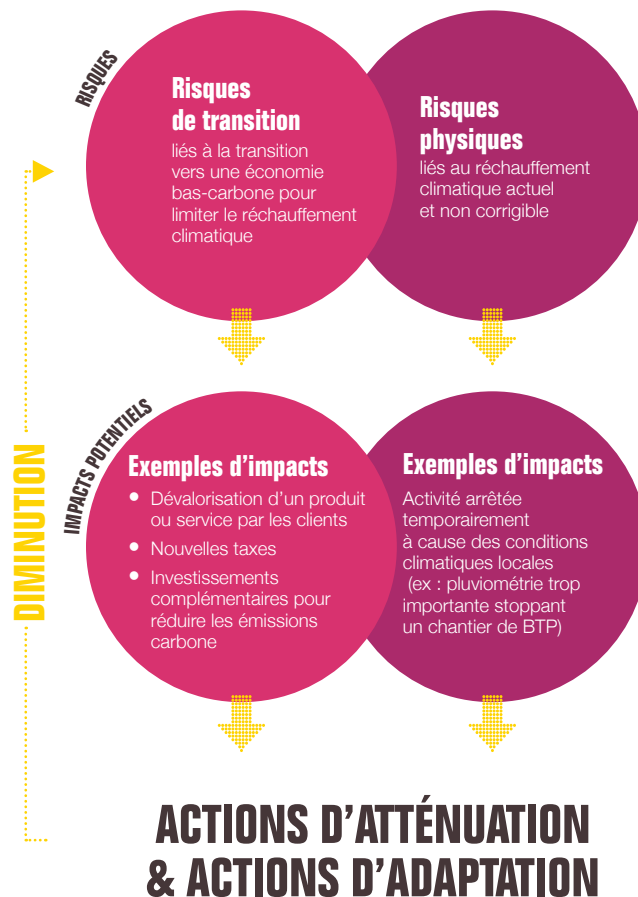 RISQUES
Risques
de transition
liés à la transition
vers une économie
bas-carbone pour
limiter le réchauffement
climatique
Risques
physiques
liés au réchauffement
climatique actuel
et non corrigible
DIMINUTION
IMPACTS POTENTIELS
Exemples d’impacts
• Dévalorisation d’un produit
ou service par les clients
• Nouvelles taxes
• Investissements
complémentaires pour
réduire les émissions
carbone
Exemples d’impacts
Activité arrêtée
temporairement
à cause des conditions
climatiques locales
(ex : pluviométrie trop
importante stoppant
un chantier de BTP)
ACTIONS D’ATTÉNUATION
& ACTIONS D’ADAPTATION